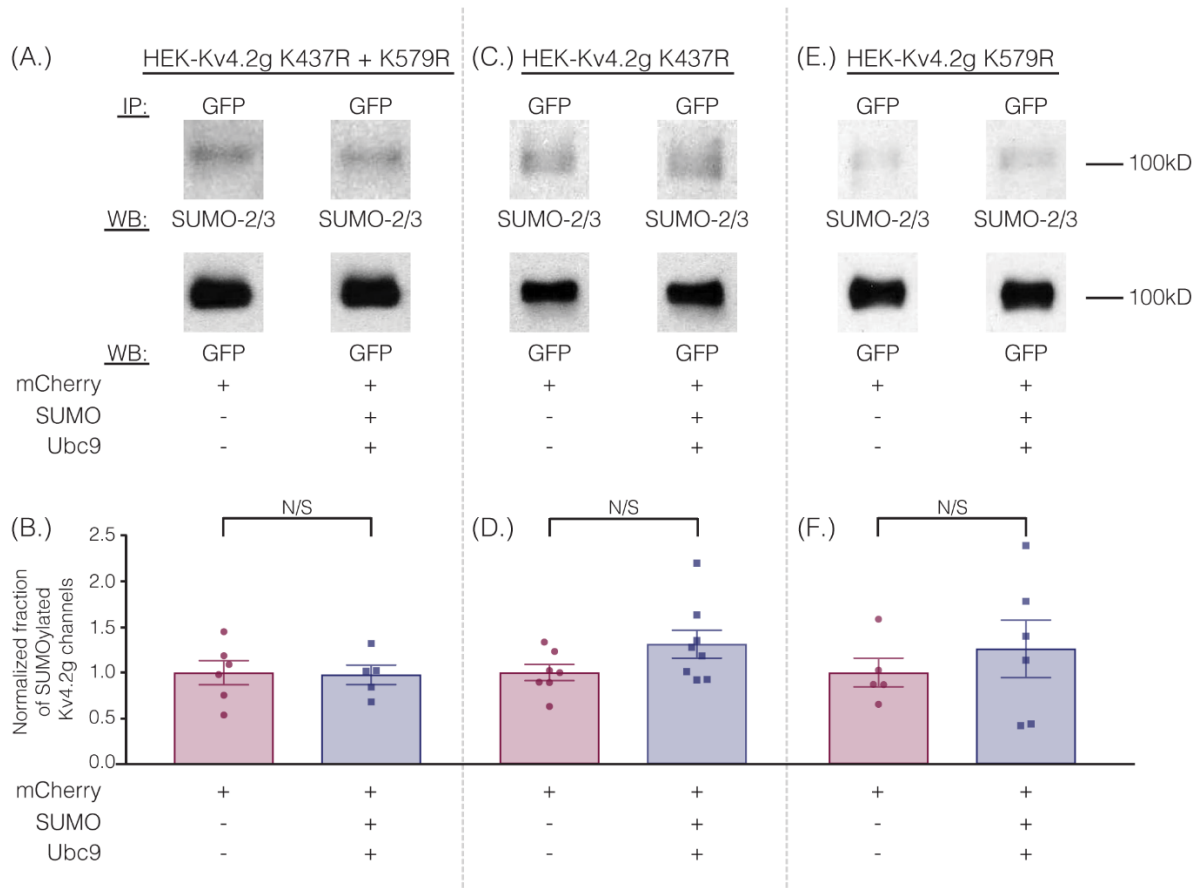 (A.) HEK-Kv4.2g K437R + K579R (C.) HEK-Kv4.2g K437R (E.) HEK-Kv4.2g K579R
IP: GFP GFP GFP GFP GFP GFP
100kD
WB: SUMO-2/3 SUMO-2/3 SUMO-2/3 SUMO-2/3 SUMO-2/3 SUMO-2/3
100kD
WB: GFP GFP GFP GFP GFP GFP
mCherry + + + + + +
SUMO - + - + - +
Ubc9 - + - + - +
(B.) N/S (D.) N/S (F.) N/S
2.5
2.0
1.5
1.0
0.5
0.0
Normalized fraction
of SUMOylated
Kv4.2g channels
mCherry + + + + + +
SUMO - + - + - +
Ubc9 - + - + - +